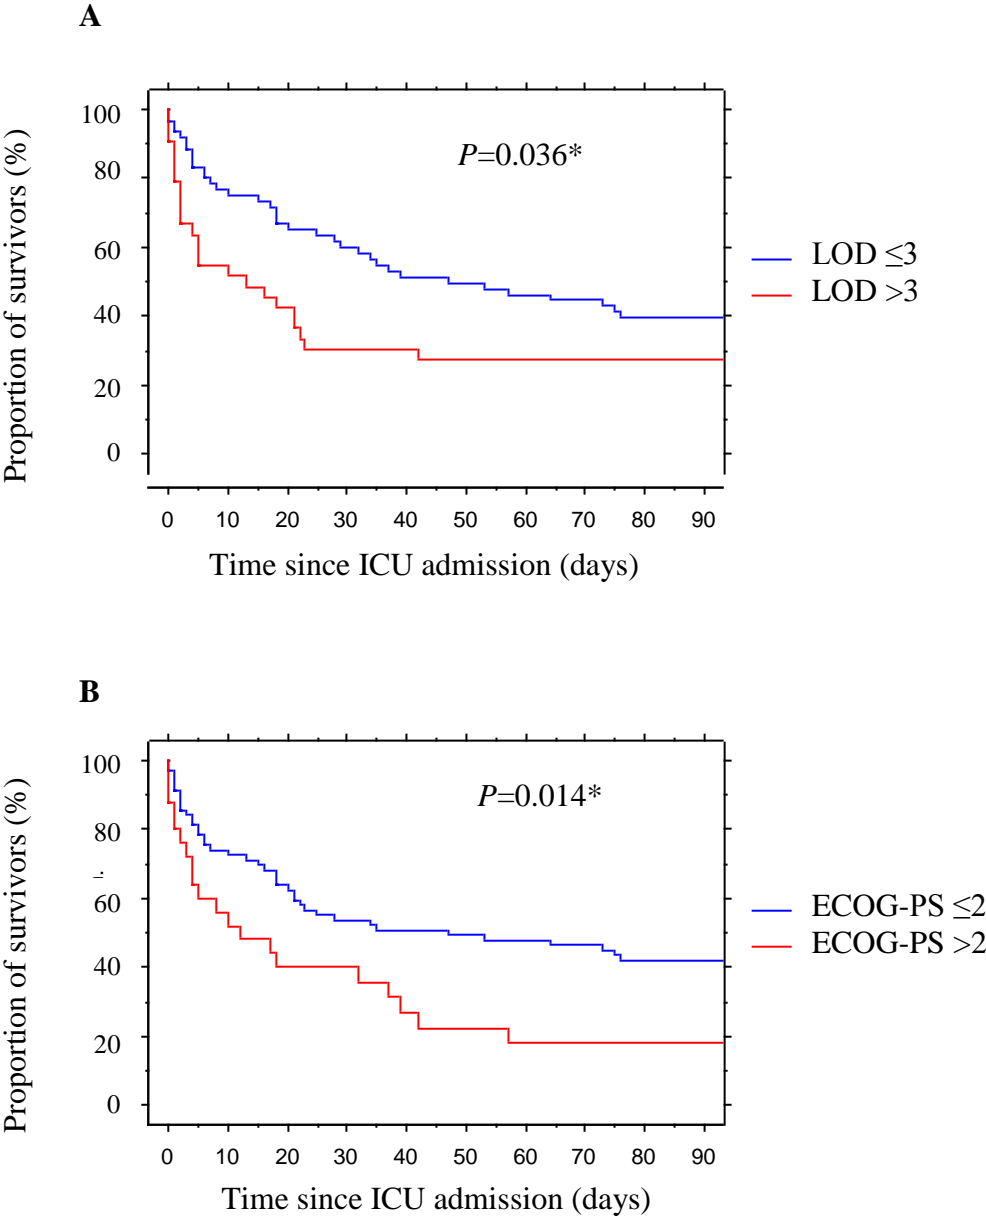 A
Proportion of survivors (%)
100
80
60
40
20
0
P=0.036*
LOD ≤3
LOD >3
0 10 20 30 40 50 60 70 80 90
Time since ICU admission (days)
B
Proportion of survivors (%)
100
80
60
40
20
0
P=0.014*
ECOG-PS ≤2
ECOG-PS >2
0 10 20 30 40 50 60 70 80 90
Time since ICU admission (days)